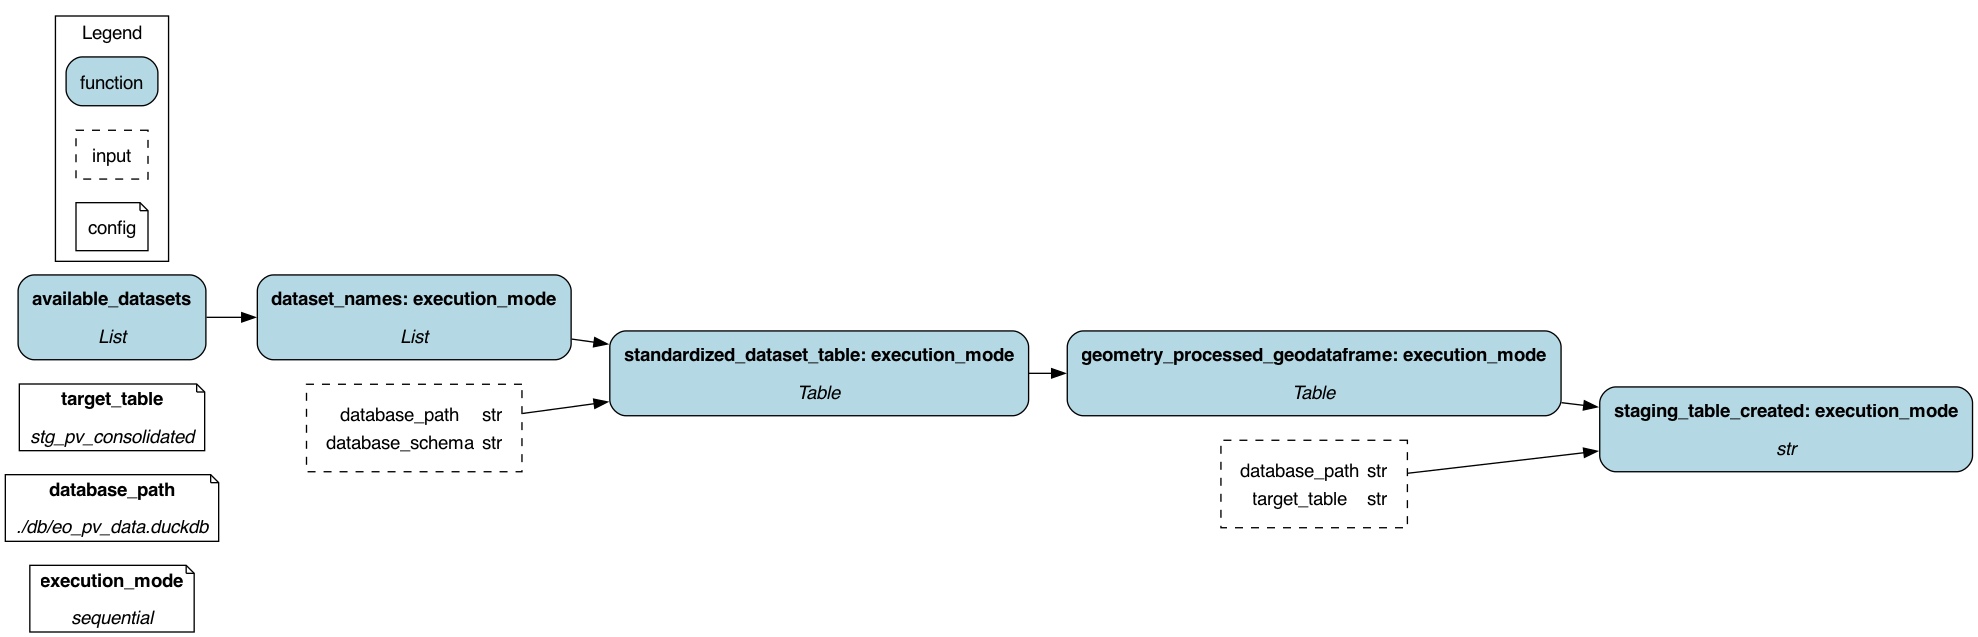 Legend
function
input
config
available_datasets
List
dataset_names: execution_mode
List
standardized_dataset_table: execution_mode
Table
geometry_processed_geodataframe: execution_mode
Table
staging_table_created: execution_mode
str
target_table
stg_pv_consolidated
database_path str
database_schema str
database_path str
target_table str
database_path
./db/eo_pv_data.duckdb
execution_mode
sequential